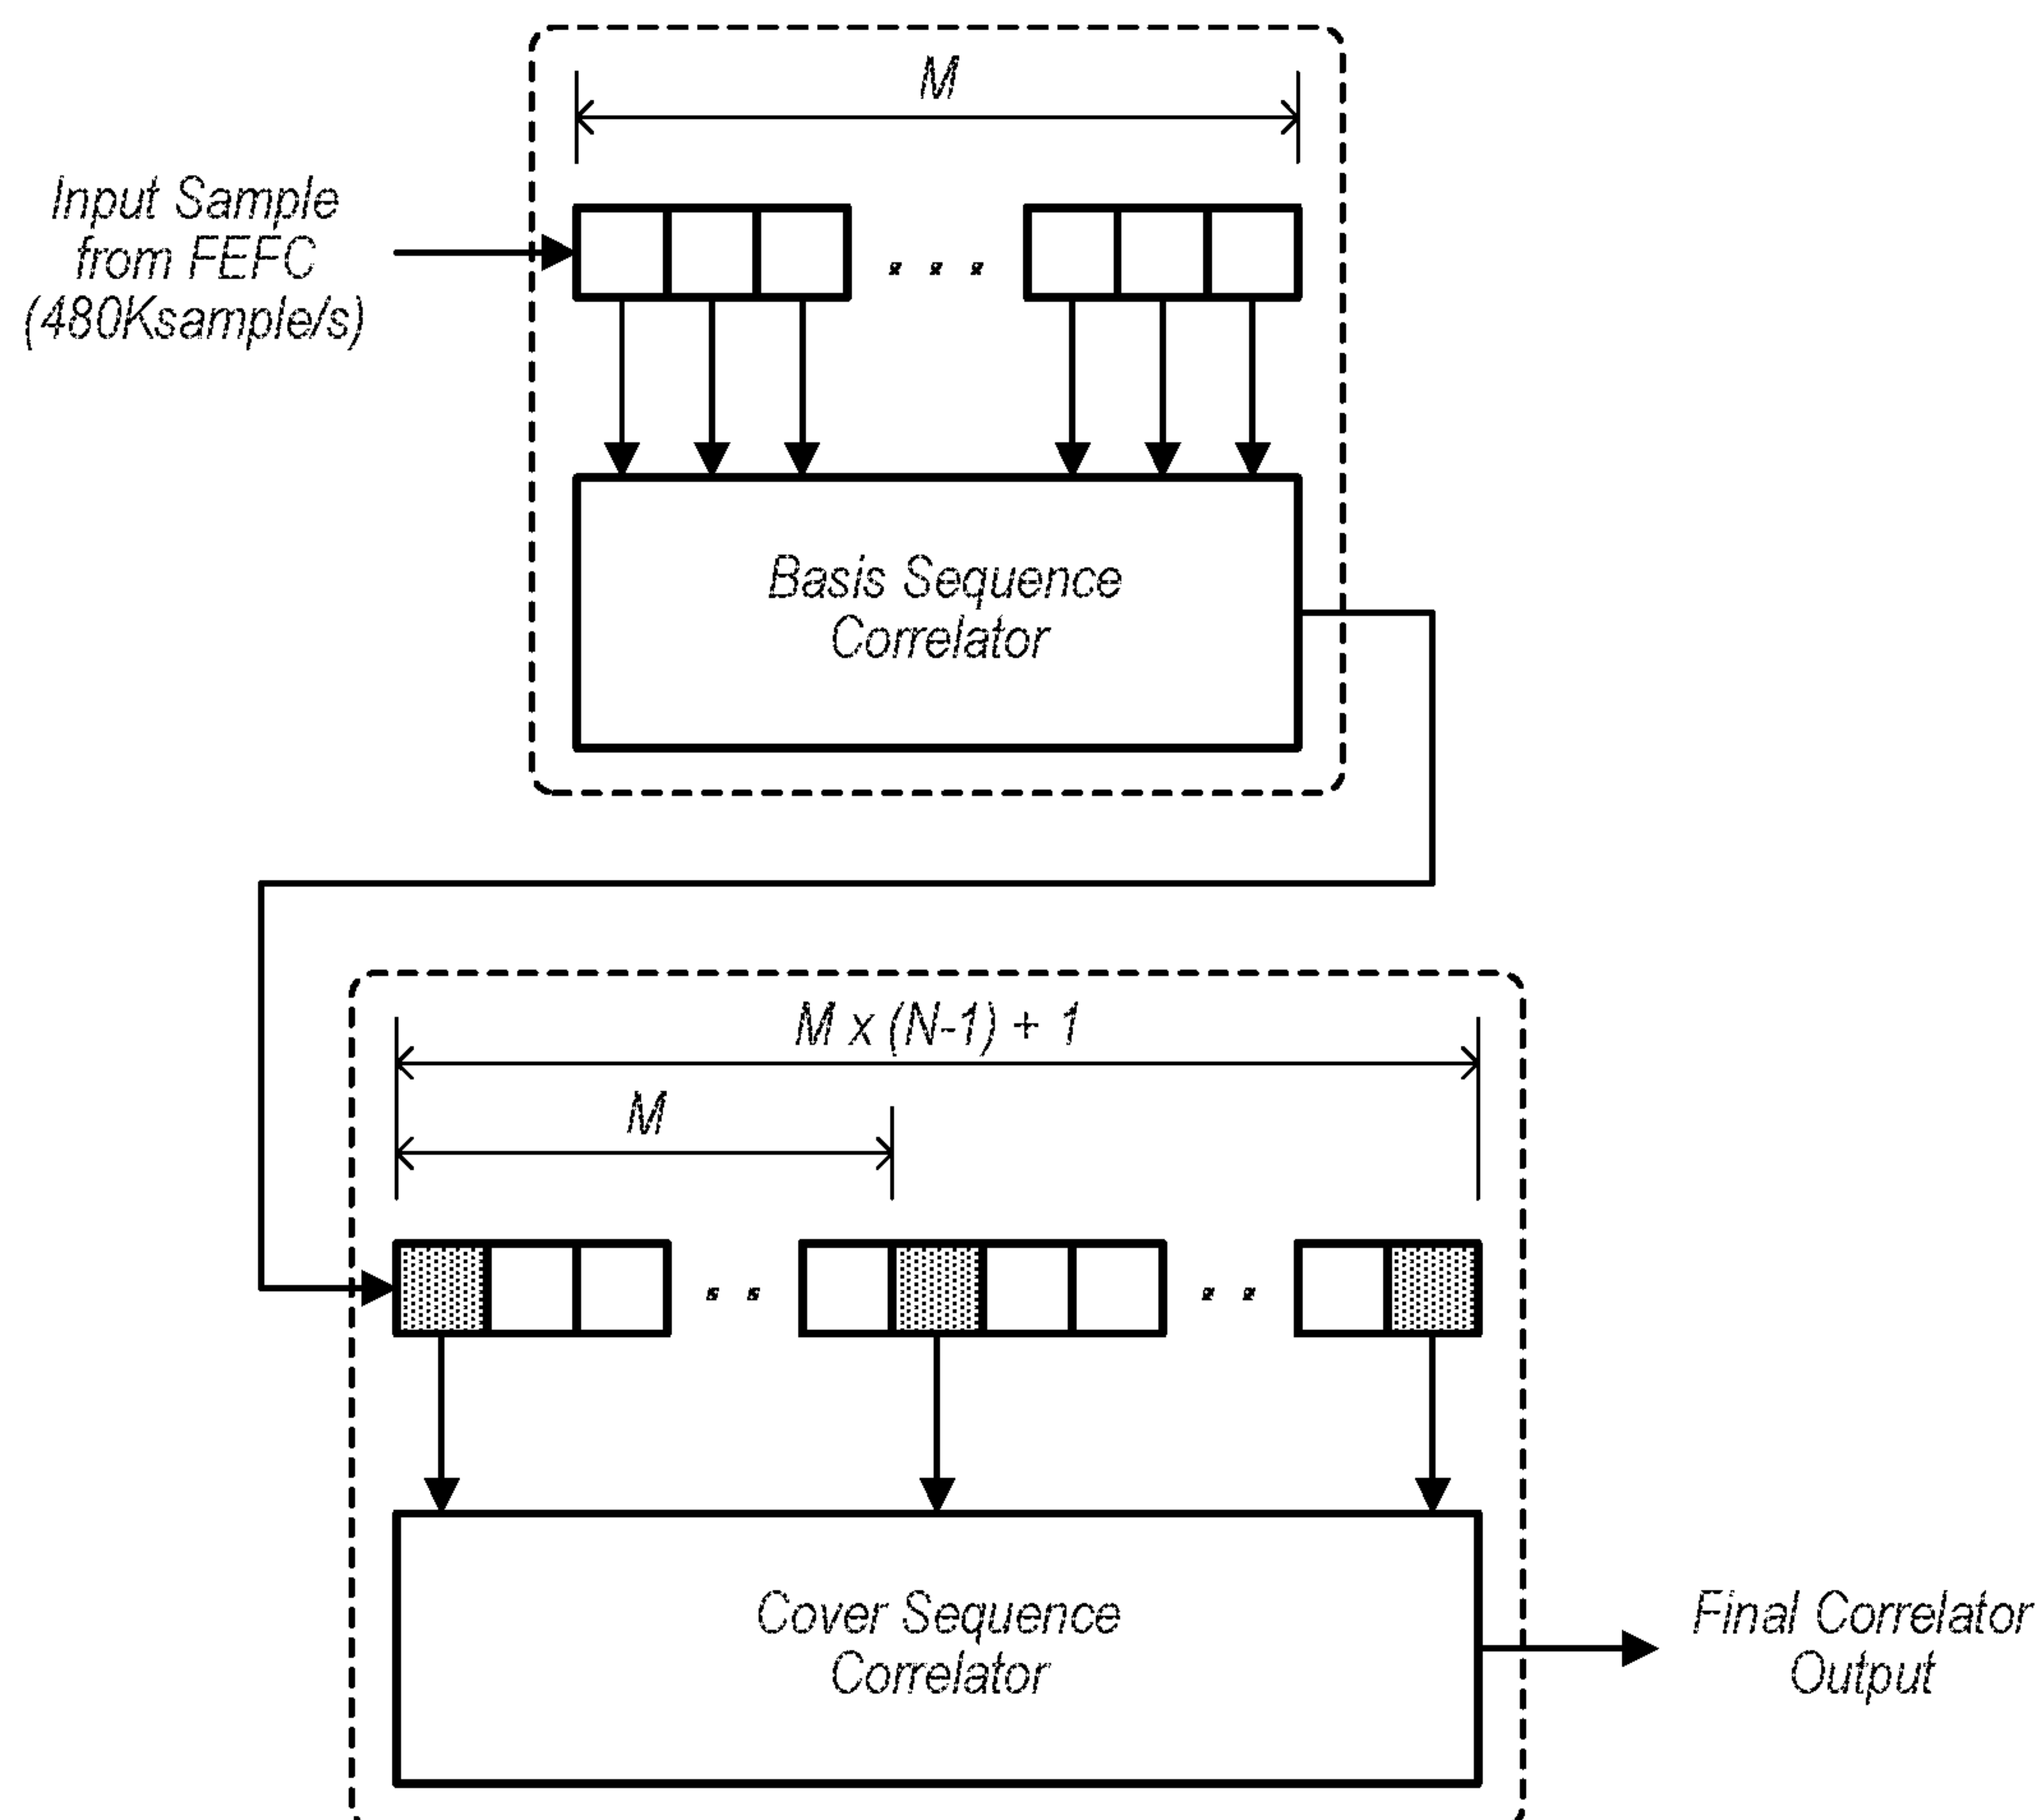 M
Input Sample
from FEFC
(480Ksample/s)
Basis Sequence
Correlator
M x (N-1) + 1
M
Cover Sequence
Correlator
Final Correlator
Output